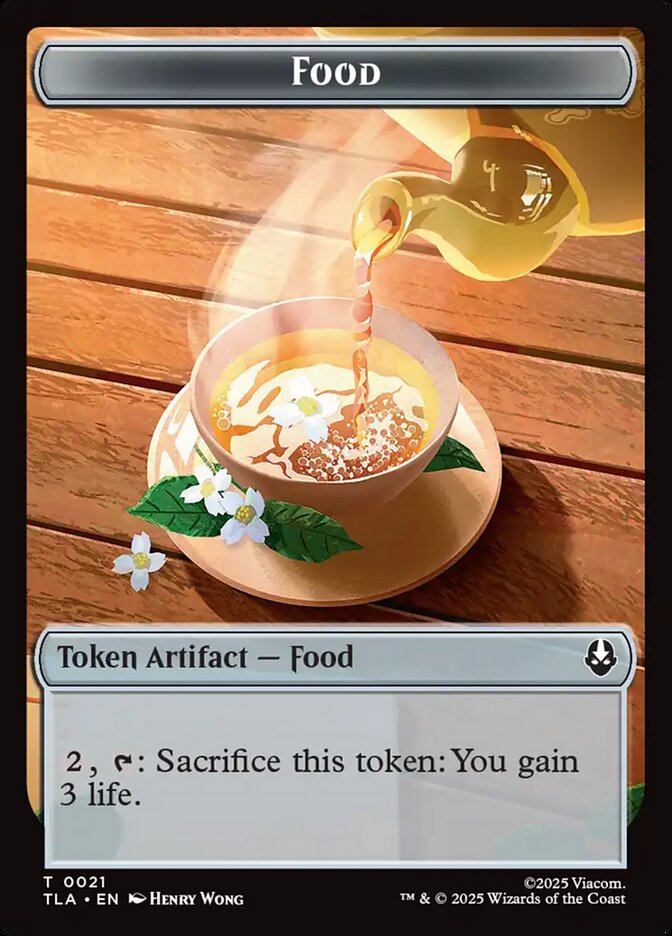 FOOD
4
Token Artifact — Food
2, T: Sacrifice this token: You gain
3 life.
T 0021
TLA • EN HENRY WONG
©2025 Viacom.
™ & © 2025 Wizards of the Coast